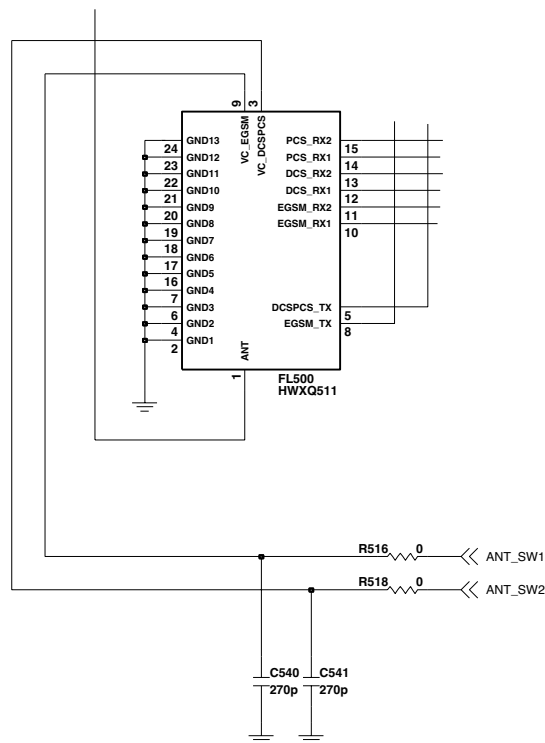 9
3
VC_EGSM
VC_DCSPCS
GND13 PCS_RX2
24 15
GND12 PCS_RX1
23 14
GND11 DCS_RX2
22 13
GND10 DCS_RX1
21 12
GND9 EGSM_RX2
20 11
GND8 EGSM_RX1
19 10
GND7
18
GND6
17
GND5
16
GND4
7
GND3 DCSPCS_TX
6 5
GND2 EGSM_TX
4 8
GND1
2
ANT
1
FL500
HWXQ511
R516 0 ANT_SW1
R518 0 ANT_SW2
C540 C541
270p 270p